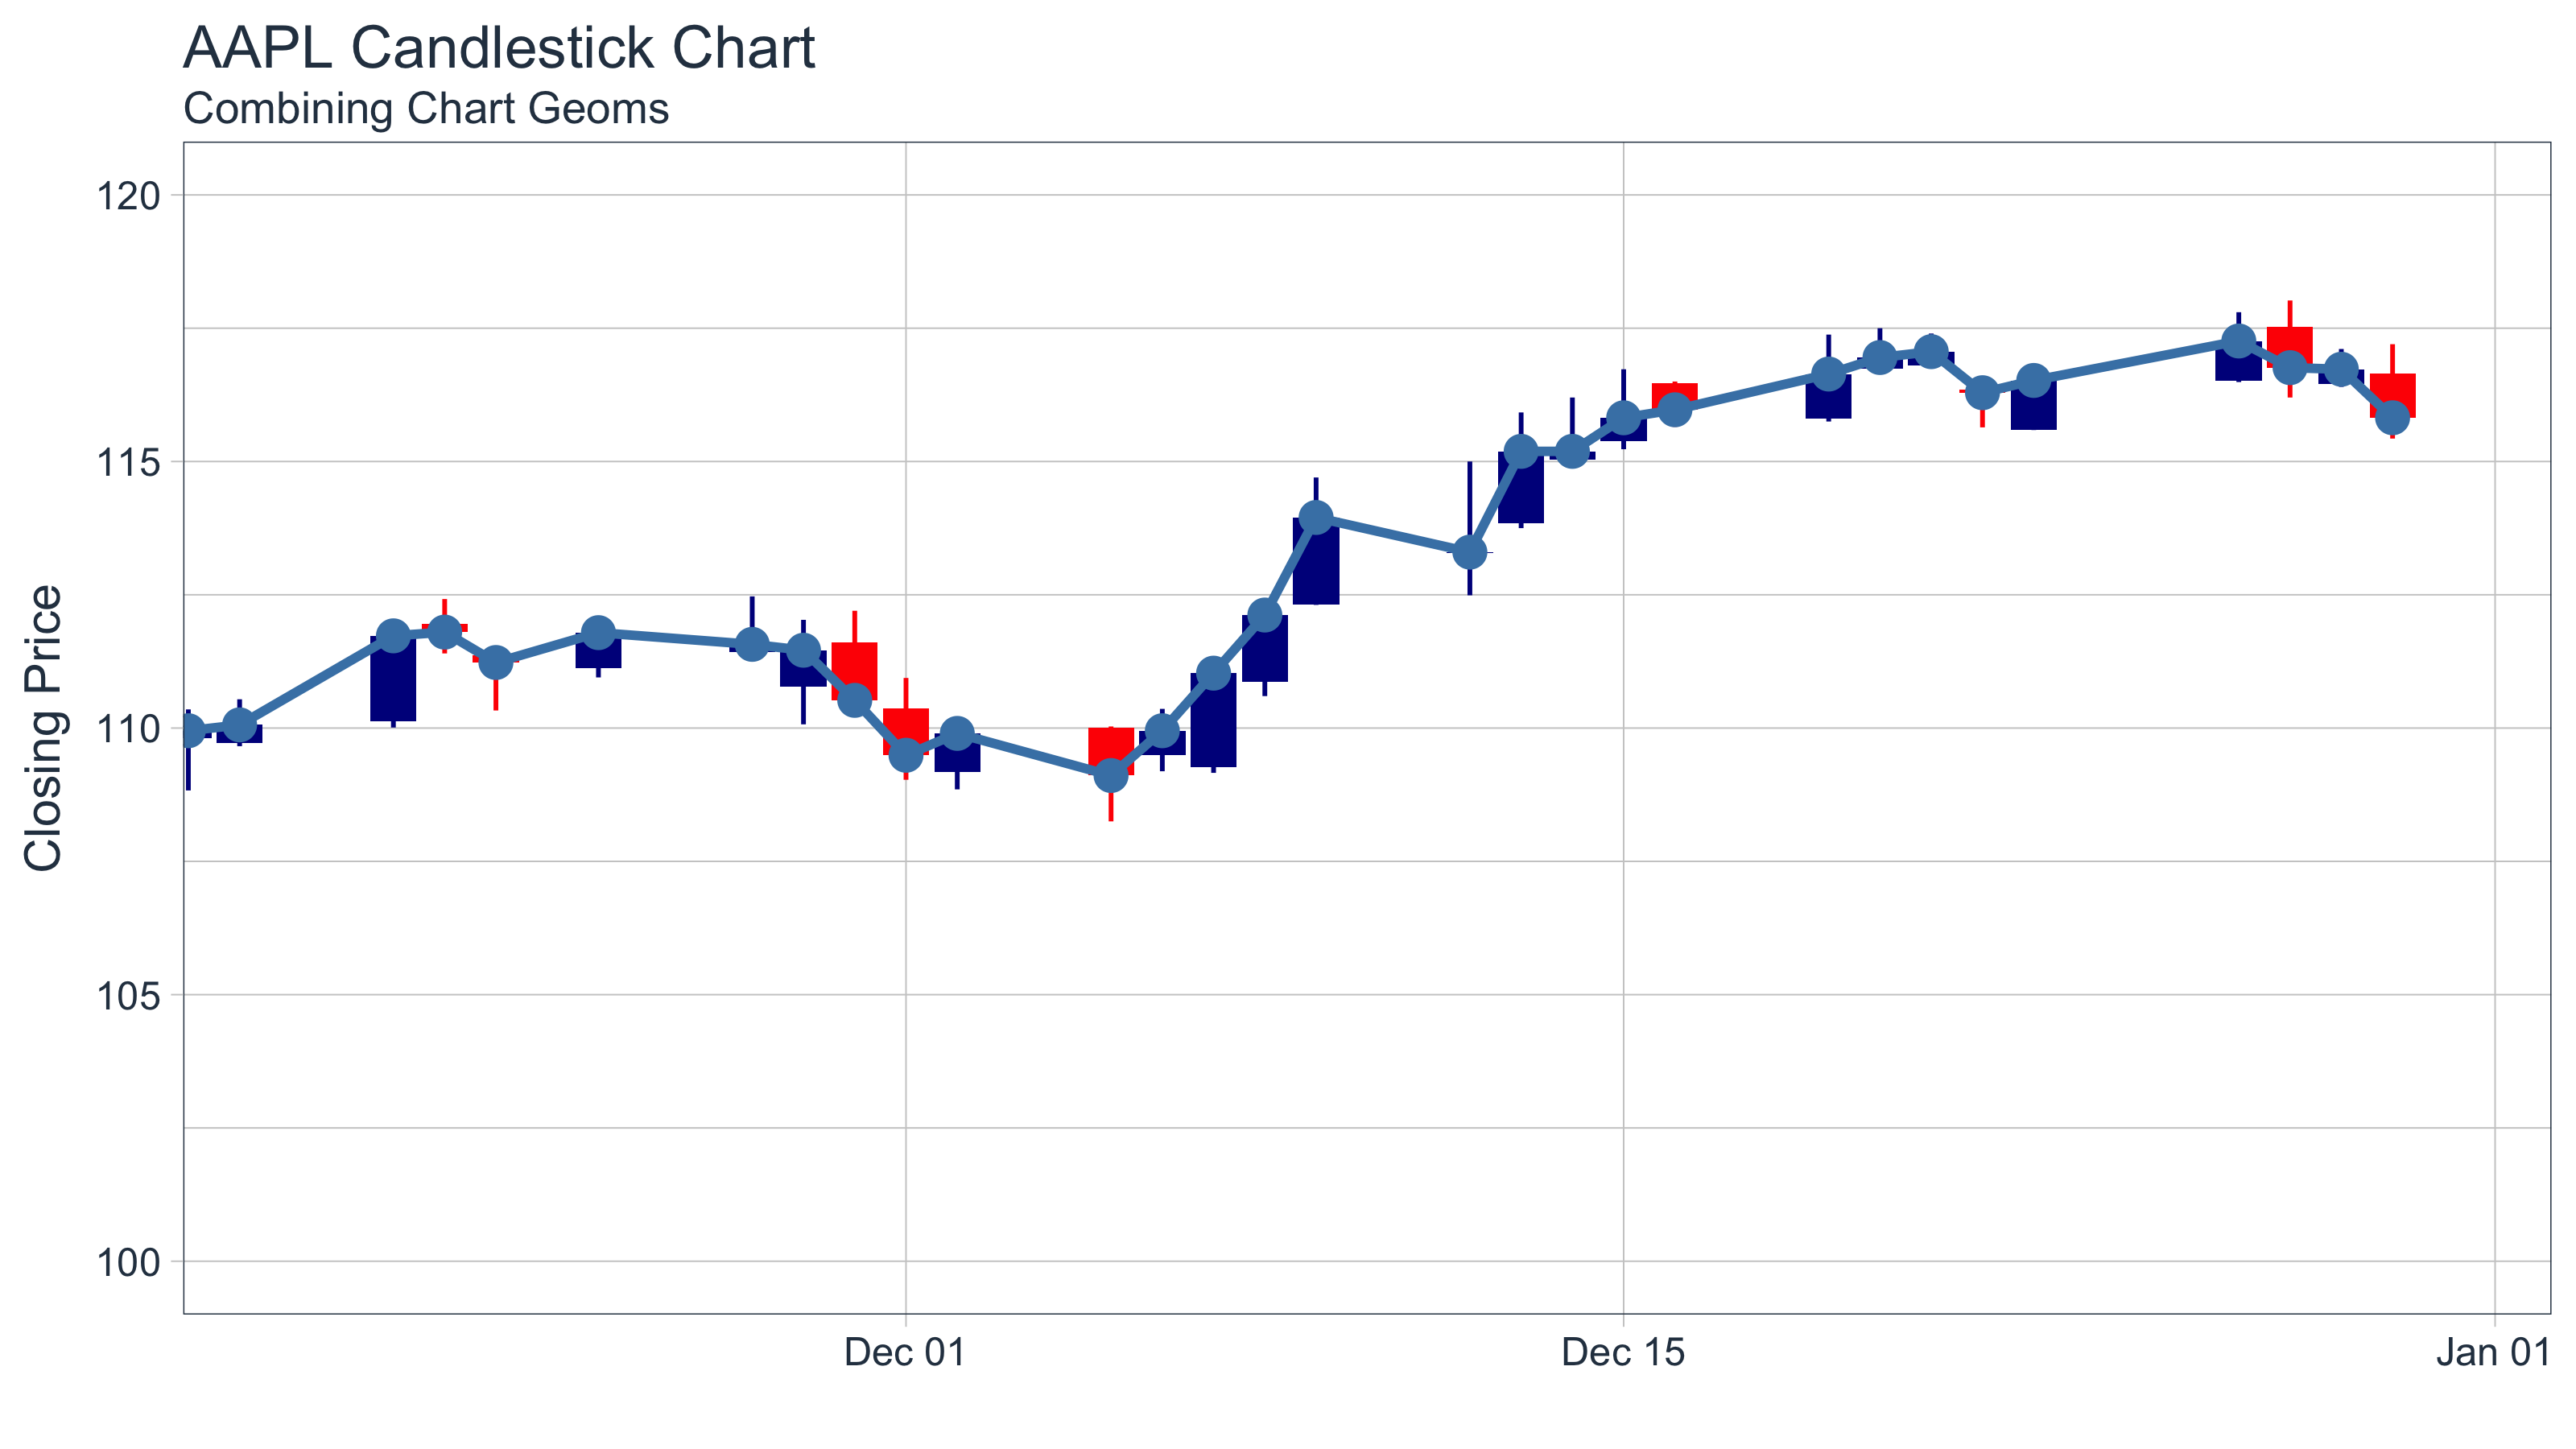 AAPL Candlestick Chart
Combining Chart Geoms
120
115
110
105
100
Closing Price
Dec 01
Dec 15
Jan 01